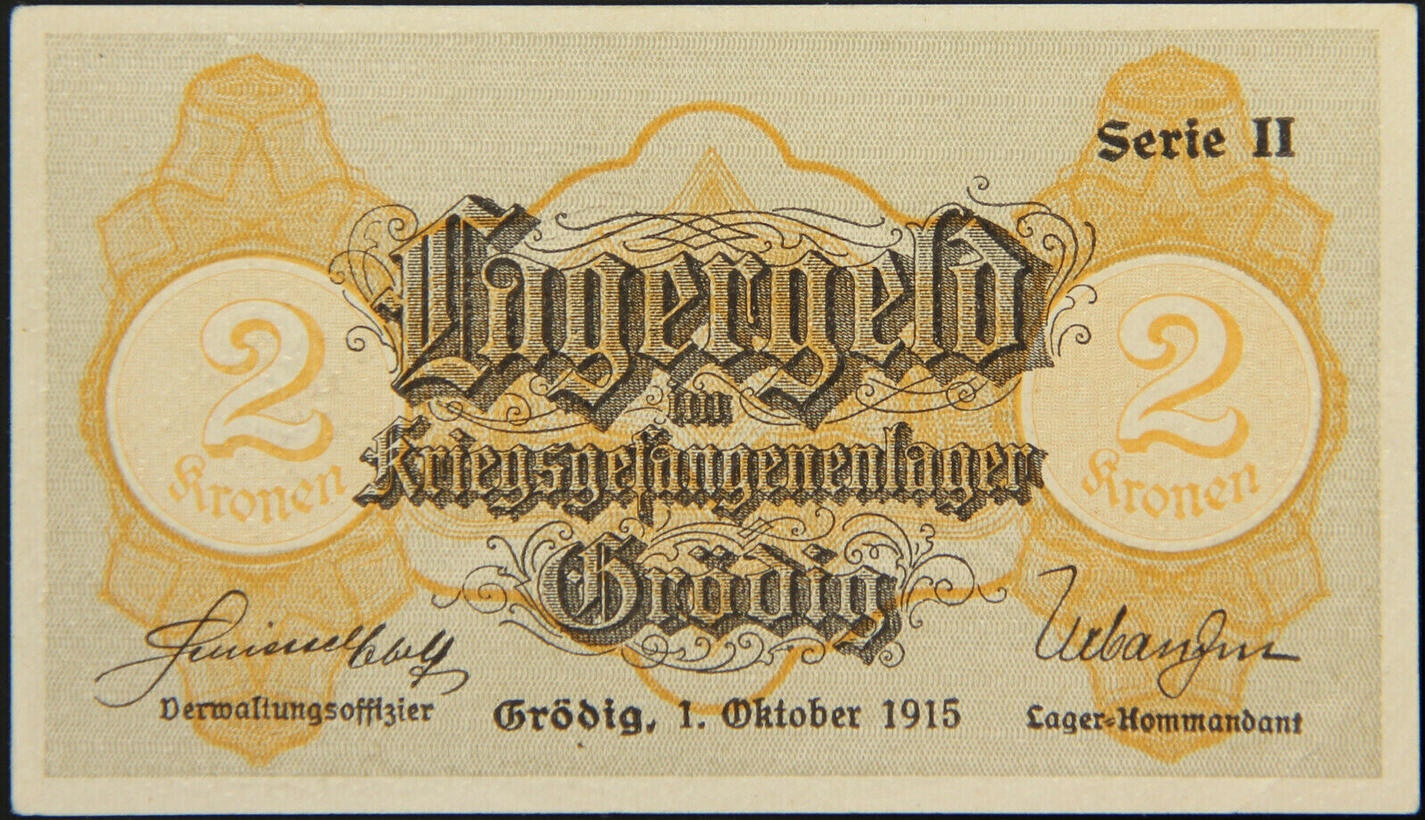 Serie II
Lagergeld
im
Kriegsgefangenenlager
Grödig
2
Kronen
2
Kronen
Verwaltungsoffizier
Grödig, 1. Oktober 1915
Lager-Kommandant